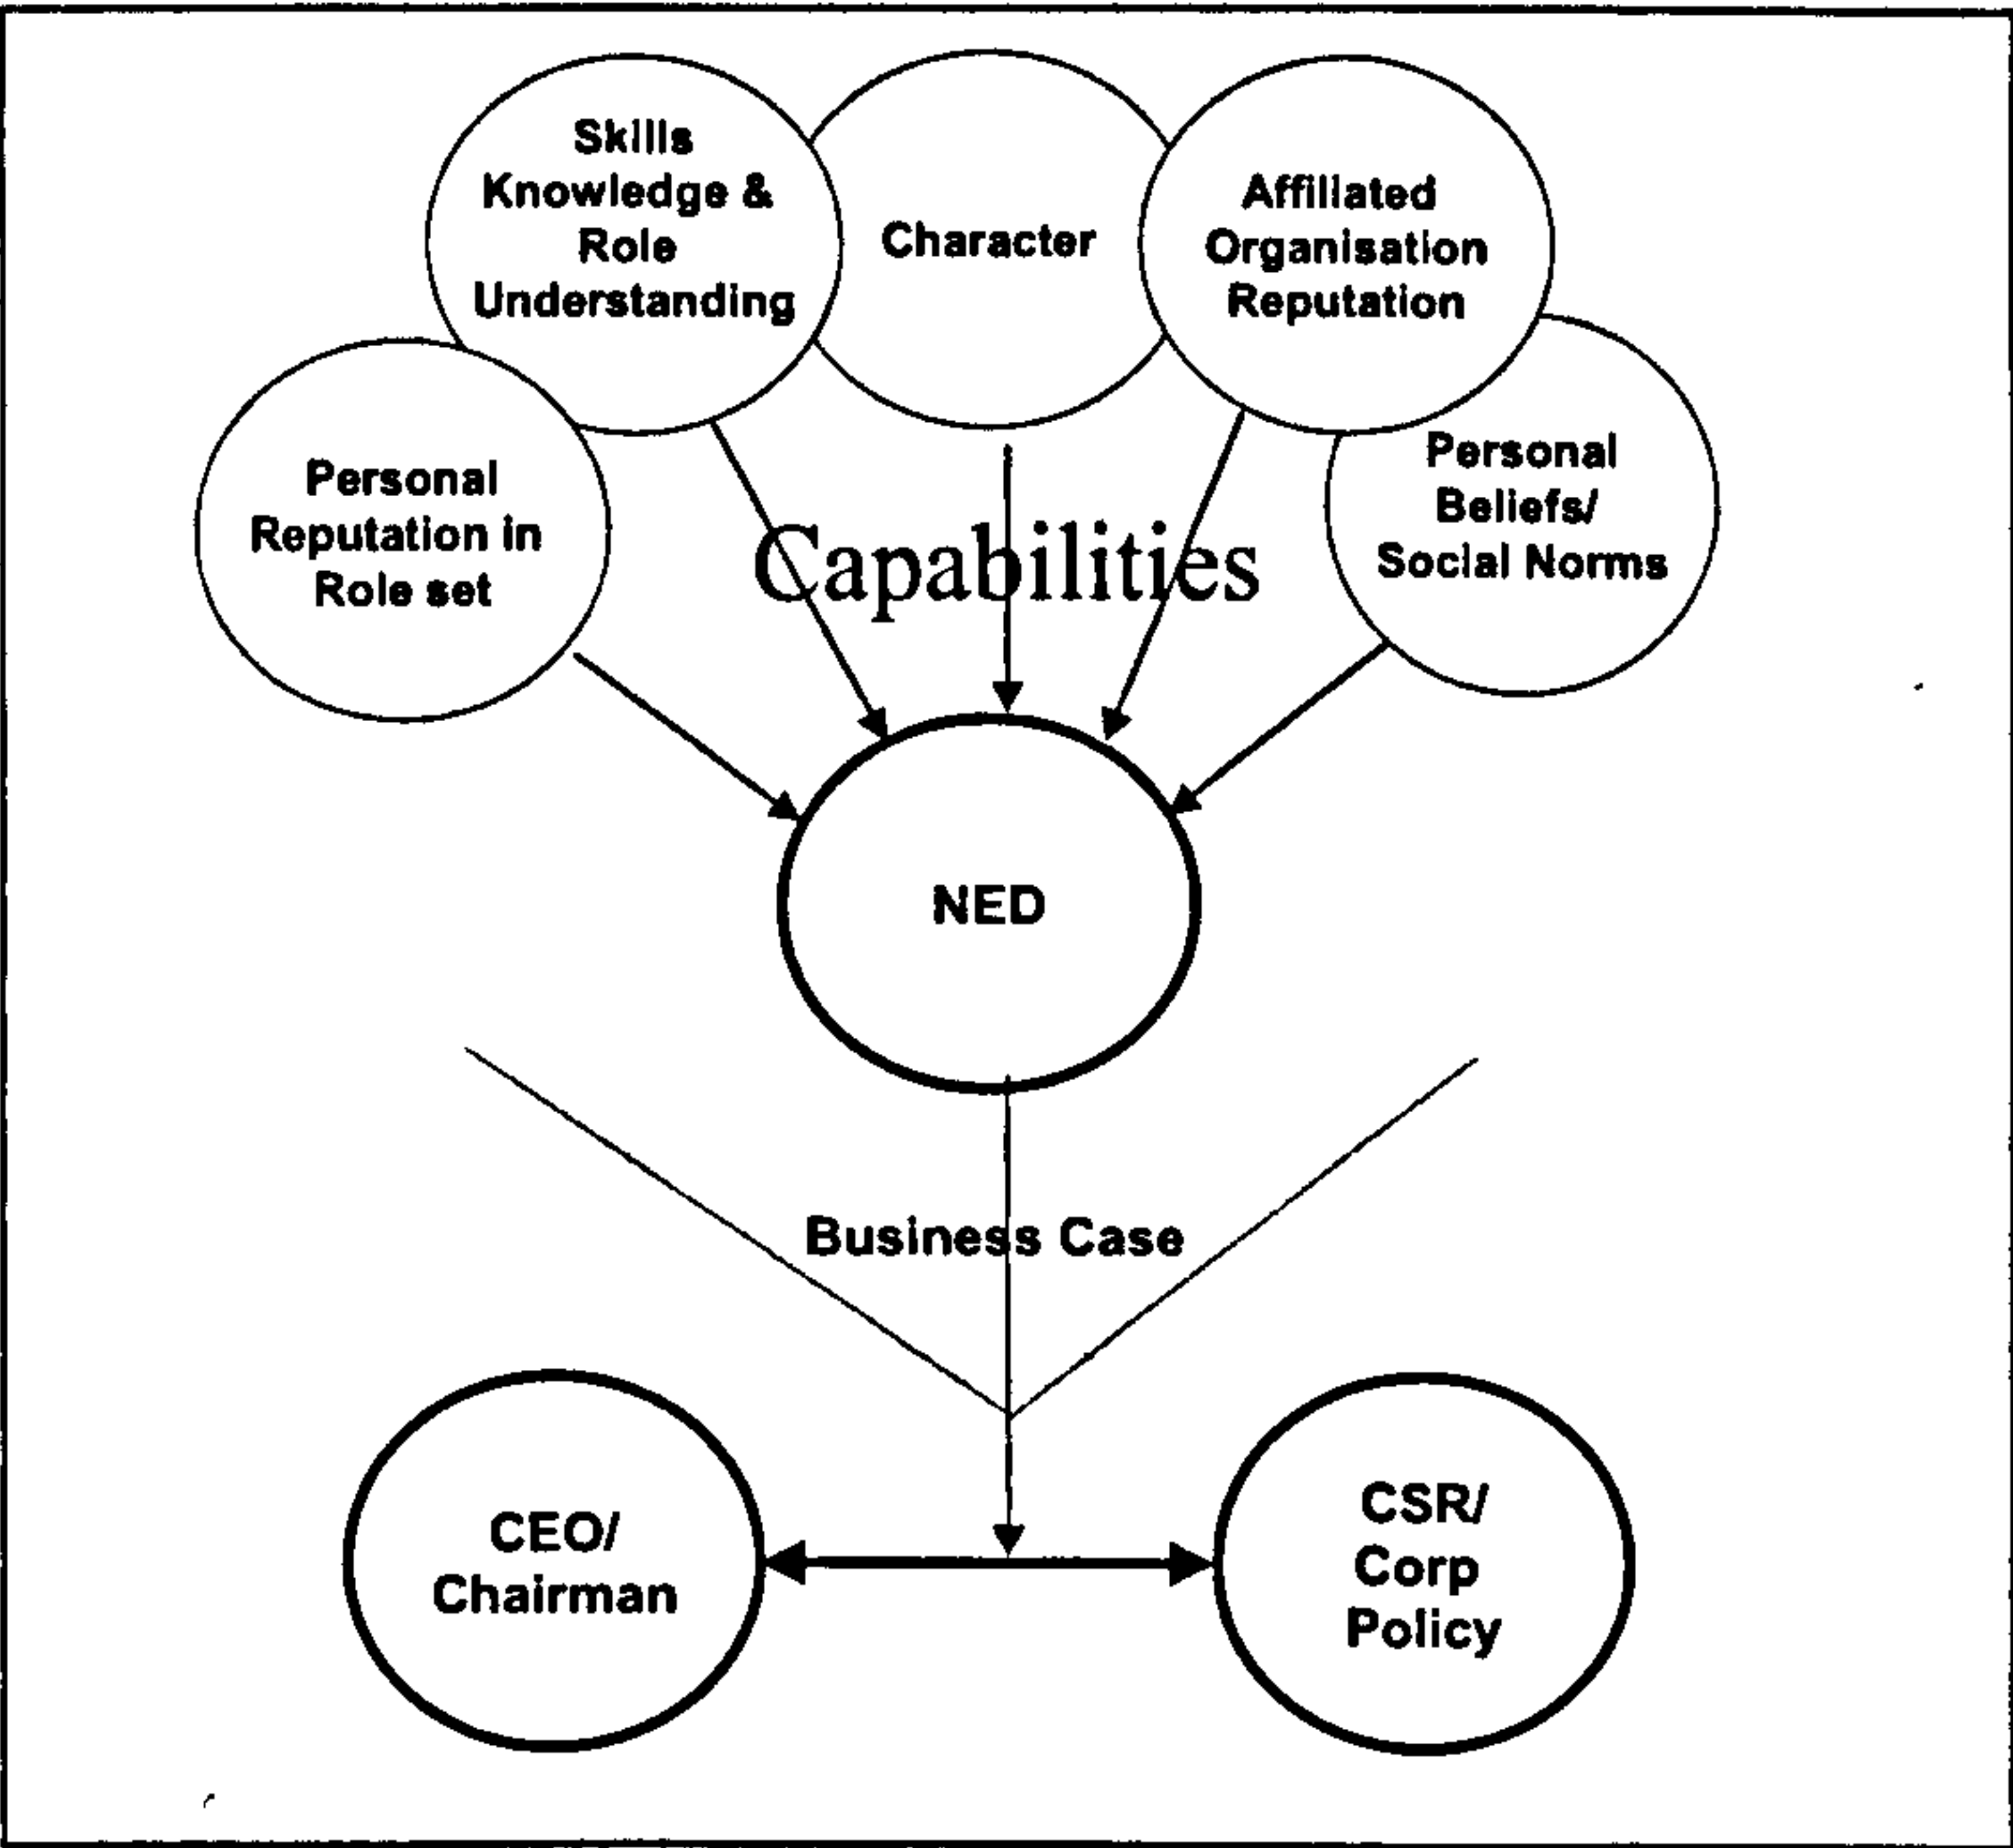 Skills
Knowledge &
Role
Understanding
Character
Affiliated
Organisation
Reputation
Personal
Reputation in
Role set
Capabilities
Personal
Beliefs/
Social Norms
NED
Business Case
CEO/
Chairman
CSR/
Corp
Policy